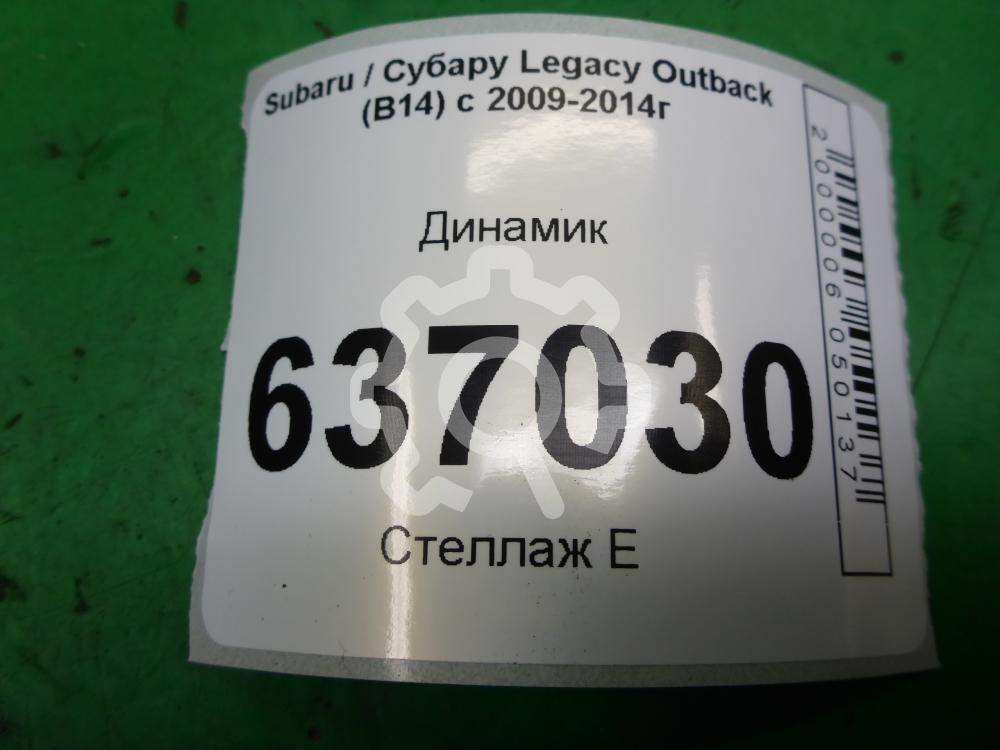 Subaru / Субару Legacy Outback
(B14) с 2009-2014г
Динамик
637030
Стеллаж Е
2000006050137